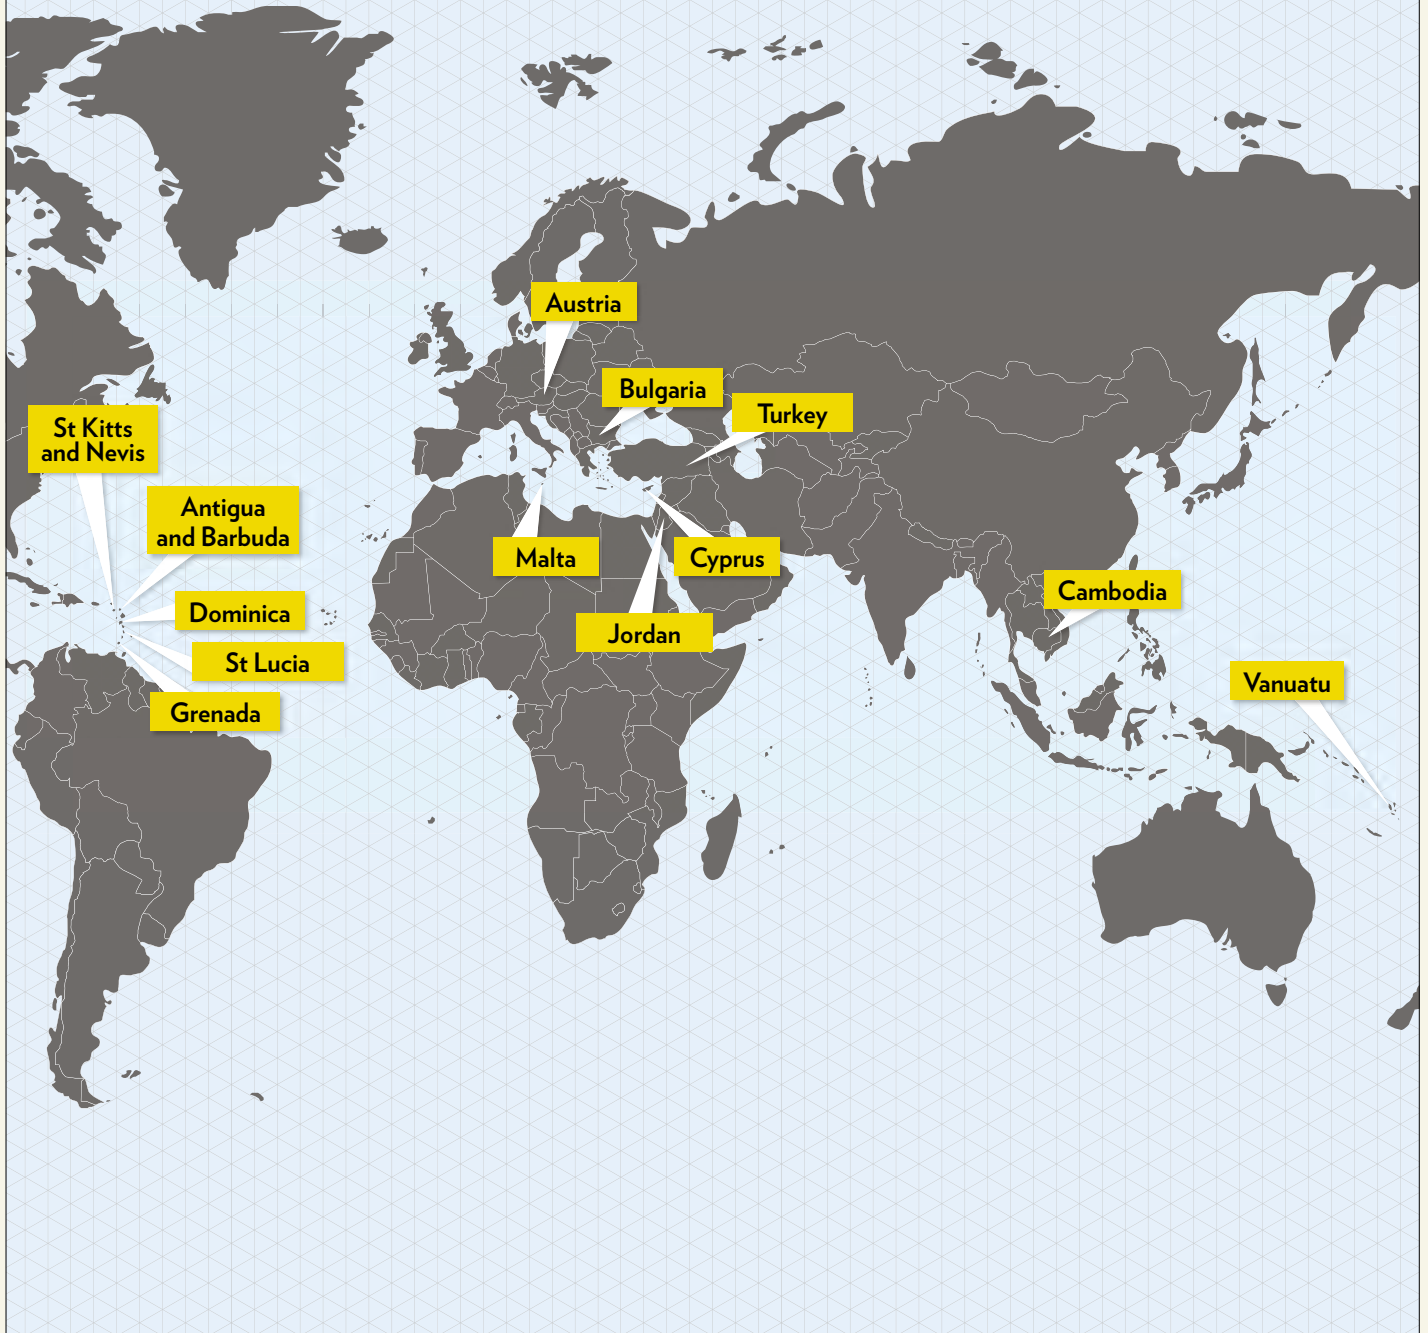 Austria
Bulgaria
Turkey
St Kitts
and Nevis
Antigua
and Barbuda
Malta
Cyprus
Cambodia
Dominica
Jordan
St Lucia
Vanuatu
Grenada